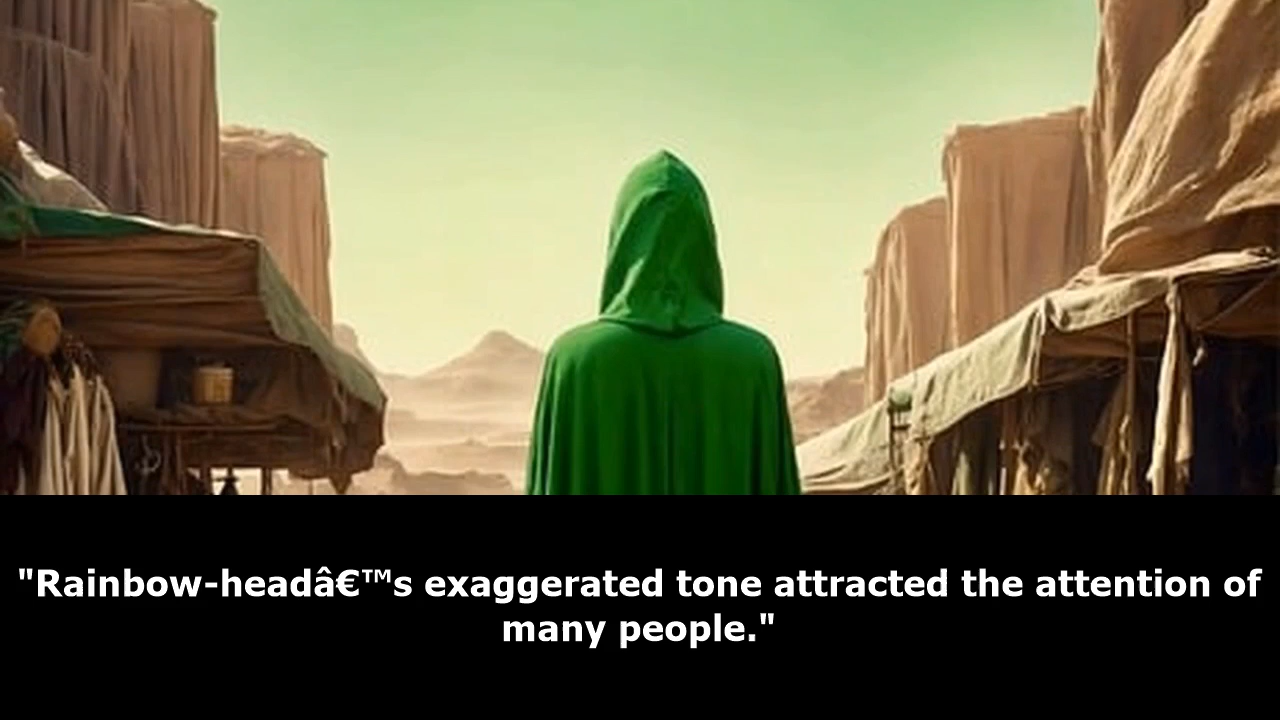 "Rainbow-headâ€™s exaggerated tone attracted the attention of
many people."